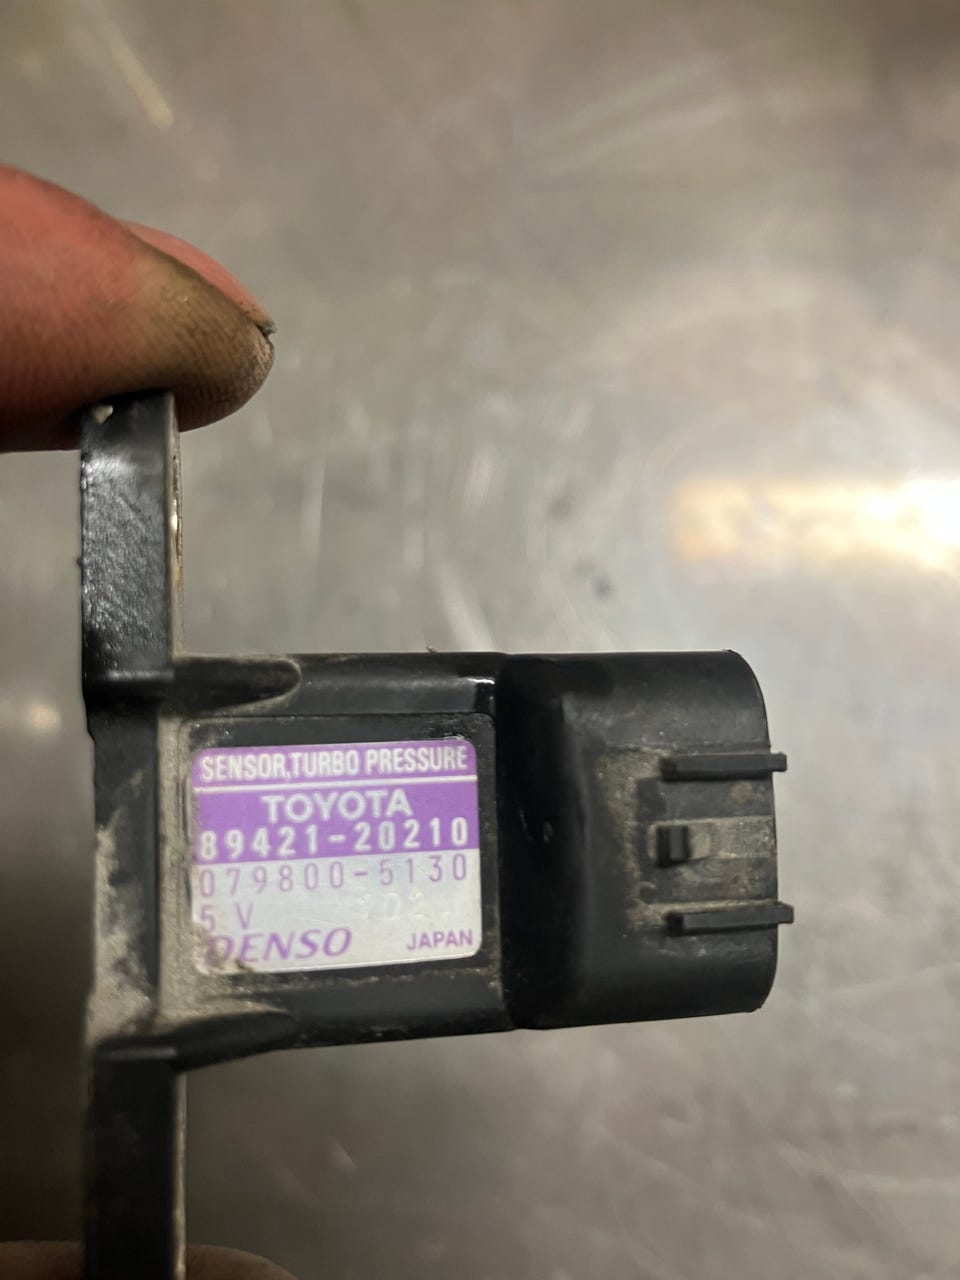 SENSOR,TURBO PRESSURE
TOYOTA
89421-20210
079800-5130
5 V
DENSO JAPAN